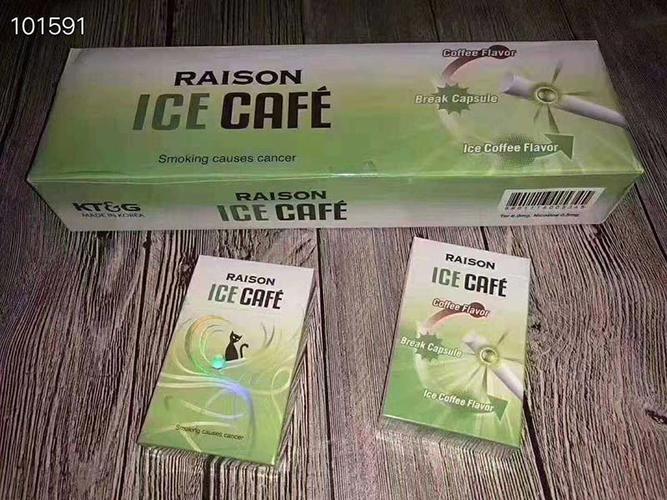 101591
RAISON
ICE CAFÉ
Smoking causes cancer
Coffee Flavor
Break Capsule
Ice Coffee Flavor
KT&G
MADE IN KOREA
RAISON
ICE CAFÉ
RAISON
ICE CAFÉ
Smoking causes cancer
RAISON
ICE CAFÉ
Coffee Flavor
Break Capsule
Ice Coffee Flavor